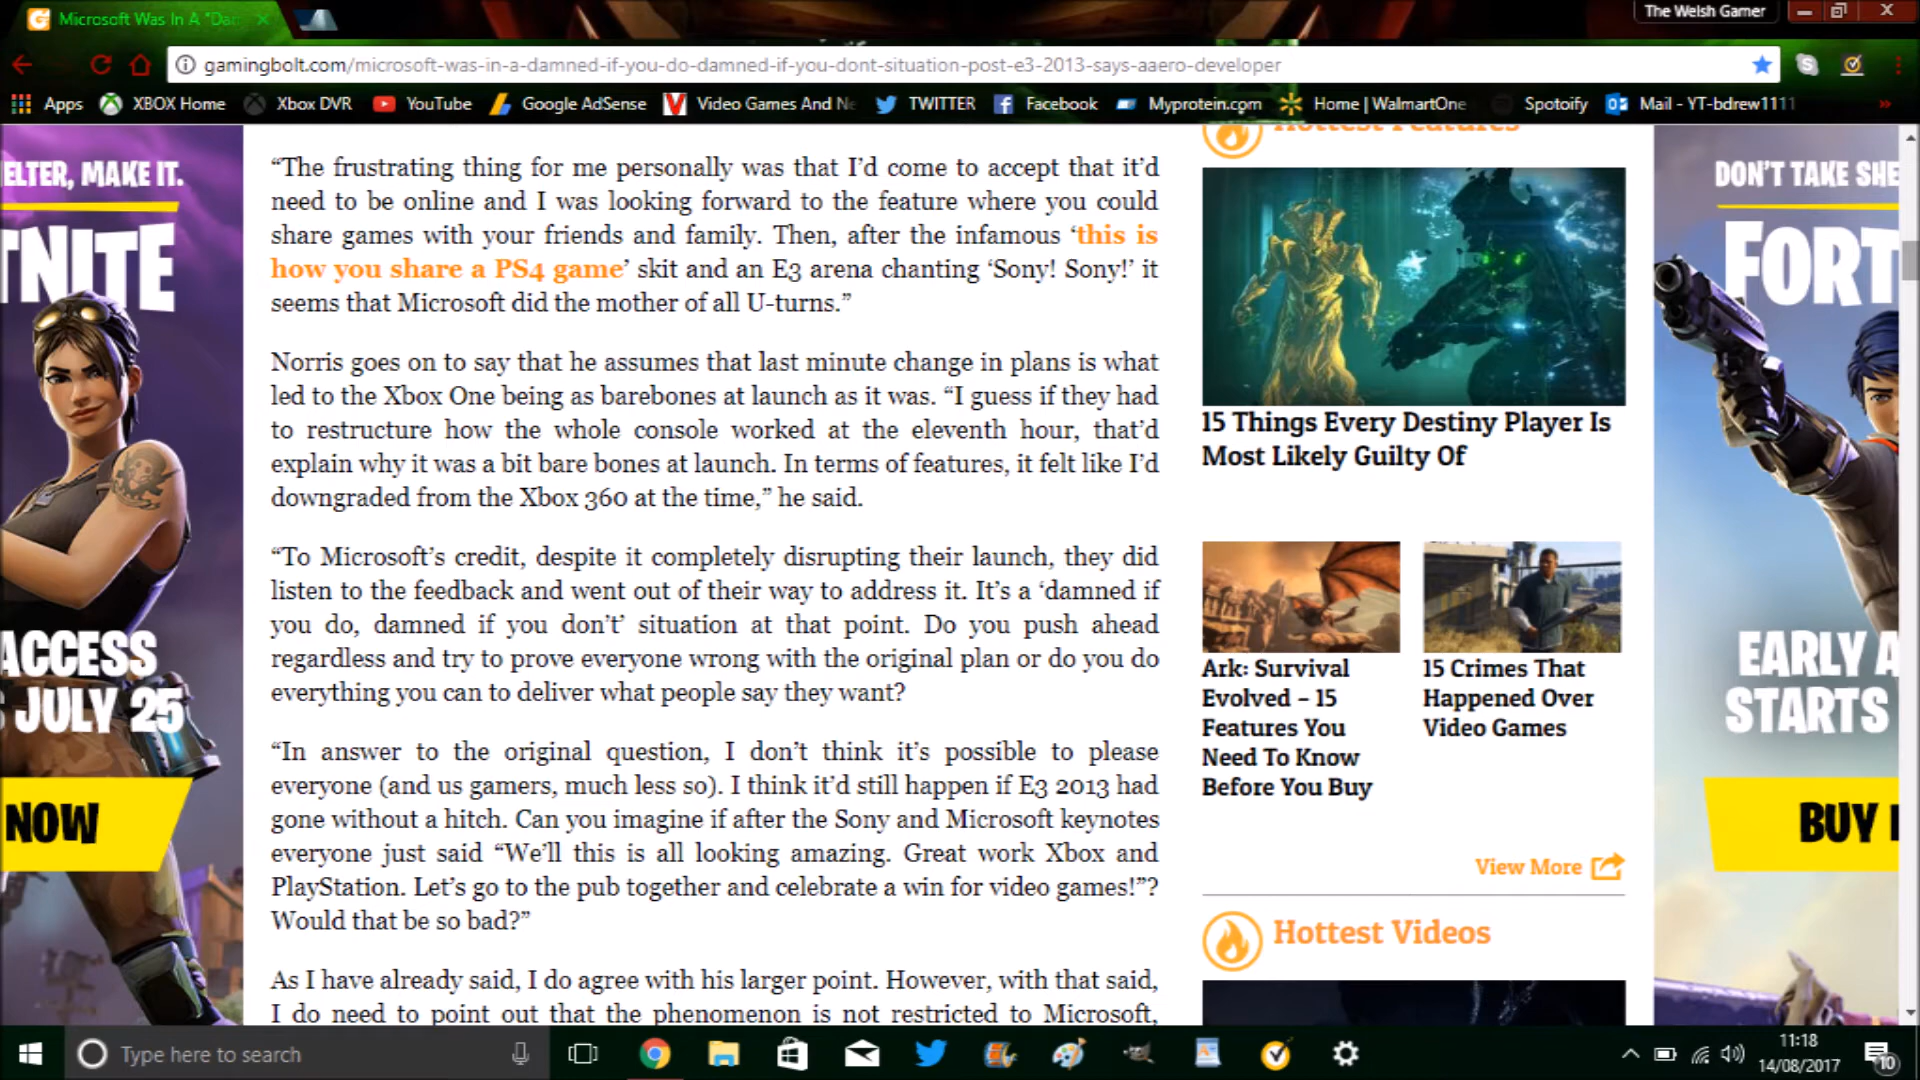 Microsoft Was In A "Dar
The Welsh Gamer
gamingbolt.com/microsoft-was-in-a-damned-if-you-do-damned-if-you-dont-situation-post-e3-2013-says-aaero-developer
Apps XBOX Home Xbox DVR YouTube Google AdSense Video Games And Ne TWITTER Facebook Myprotein.com Home | WalmartOne Spotoify Mail - YT-bdrew1111 »
ELTER, MAKE IT.
TNITE
ACCESS
S JULY 25
NOW
“The frustrating thing for me personally was that I’d come to accept that it’d
need to be online and I was looking forward to the feature where you could
share games with your friends and family. Then, after the infamous ‘this is
how you share a PS4 game’ skit and an E3 arena chanting ‘Sony! Sony!’ it
seems that Microsoft did the mother of all U-turns.”
Norris goes on to say that he assumes that last minute change in plans is what
led to the Xbox One being as barebones at launch as it was. “I guess if they had
to restructure how the whole console worked at the eleventh hour, that’d
explain why it was a bit bare bones at launch. In terms of features, it felt like I’d
downgraded from the Xbox 360 at the time,” he said.
“To Microsoft’s credit, despite it completely disrupting their launch, they did
listen to the feedback and went out of their way to address it. It’s a ‘damned if
you do, damned if you don’t’ situation at that point. Do you push ahead
regardless and try to prove everyone wrong with the original plan or do you do
everything you can to deliver what people say they want?
“In answer to the original question, I don’t think it’s possible to please
everyone (and us gamers, much less so). I think it’d still happen if E3 2013 had
gone without a hitch. Can you imagine if after the Sony and Microsoft keynotes
everyone just said “We’ll this is all looking amazing. Great work Xbox and
PlayStation. Let’s go to the pub together and celebrate a win for video games!”?
Would that be so bad?”
As I have already said, I do agree with his larger point. However, with that said,
I do need to point out that the phenomenon is not restricted to Microsoft,
Hottest Features
15 Things Every Destiny Player Is
Most Likely Guilty Of
Ark: Survival
Evolved – 15
Features You
Need To Know
Before You Buy
15 Crimes That
Happened Over
Video Games
View More
Hottest Videos
DON'T TAKE SHE
FORT
EARLY A
STARTS
BUY
Type here to search
11:18
14/08/2017
10